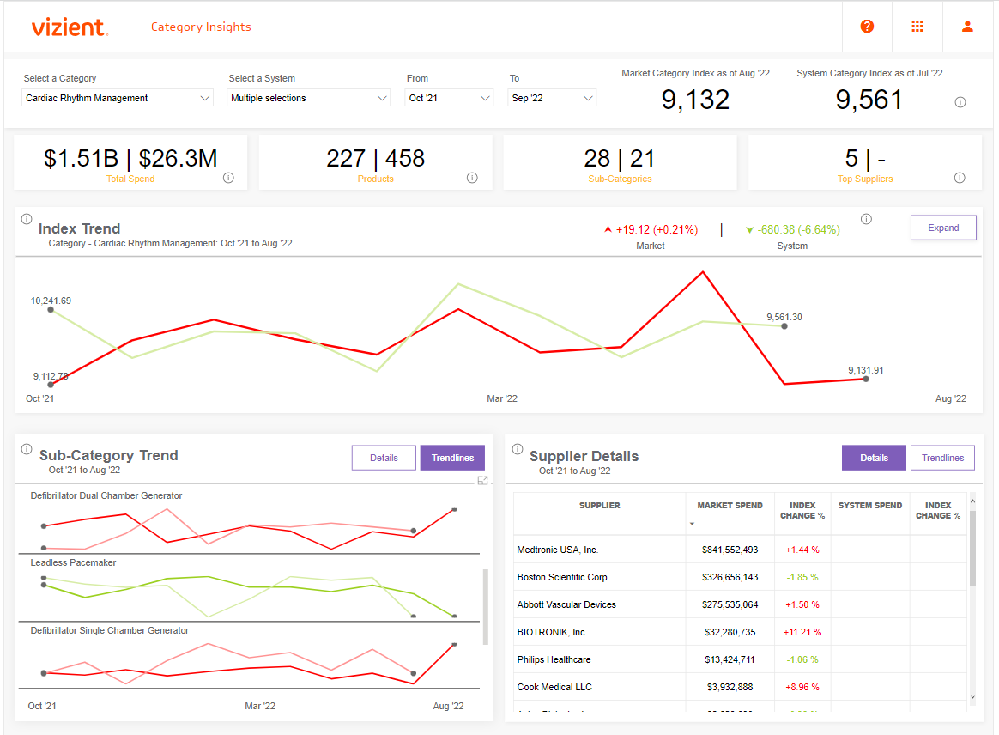 vizient.
Category Insights
?
Select a Category
Select a System
From
To
Market Category Index as of Aug '22
System Category Index as of Jul '22
Cardiac Rhythm Management
Multiple selections
Oct '21
Sep '22
9,132
9,561
$1.51B | $26.3M
Total Spend
227 | 458
Products
28 | 21
Sub-Categories
5 | -
Top Suppliers
Index Trend
Category - Cardiac Rhythm Management: Oct '21 to Aug '22
+19.12 (+0.21%)
Market
|
-680.38 (-6.64%)
System
Expand
10,241.69
9,561.30
9,112.78
9,131.91
Oct '21
Mar '22
Aug '22
Sub-Category Trend
Oct '21 to Aug '22
Details
Trendlines
Defibrillator Dual Chamber Generator
Leadless Pacemaker
Defibrillator Single Chamber Generator
Oct '21
Mar '22
Aug '22
Supplier Details
Oct '21 to Aug '22
Details
Trendlines
SUPPLIER MARKET SPEND INDEX CHANGE % SYSTEM SPEND INDEX CHANGE %
Medtronic USA, Inc. $841,552,493 +1.44 %
Boston Scientific Corp. $326,656,143 -1.85 %
Abbott Vascular Devices $275,535,064 +1.50 %
BIOTRONIK, Inc. $32,280,735 +11.21 %
Philips Healthcare $13,424,711 -1.06 %
Cook Medical LLC $3,932,888 +8.96 %